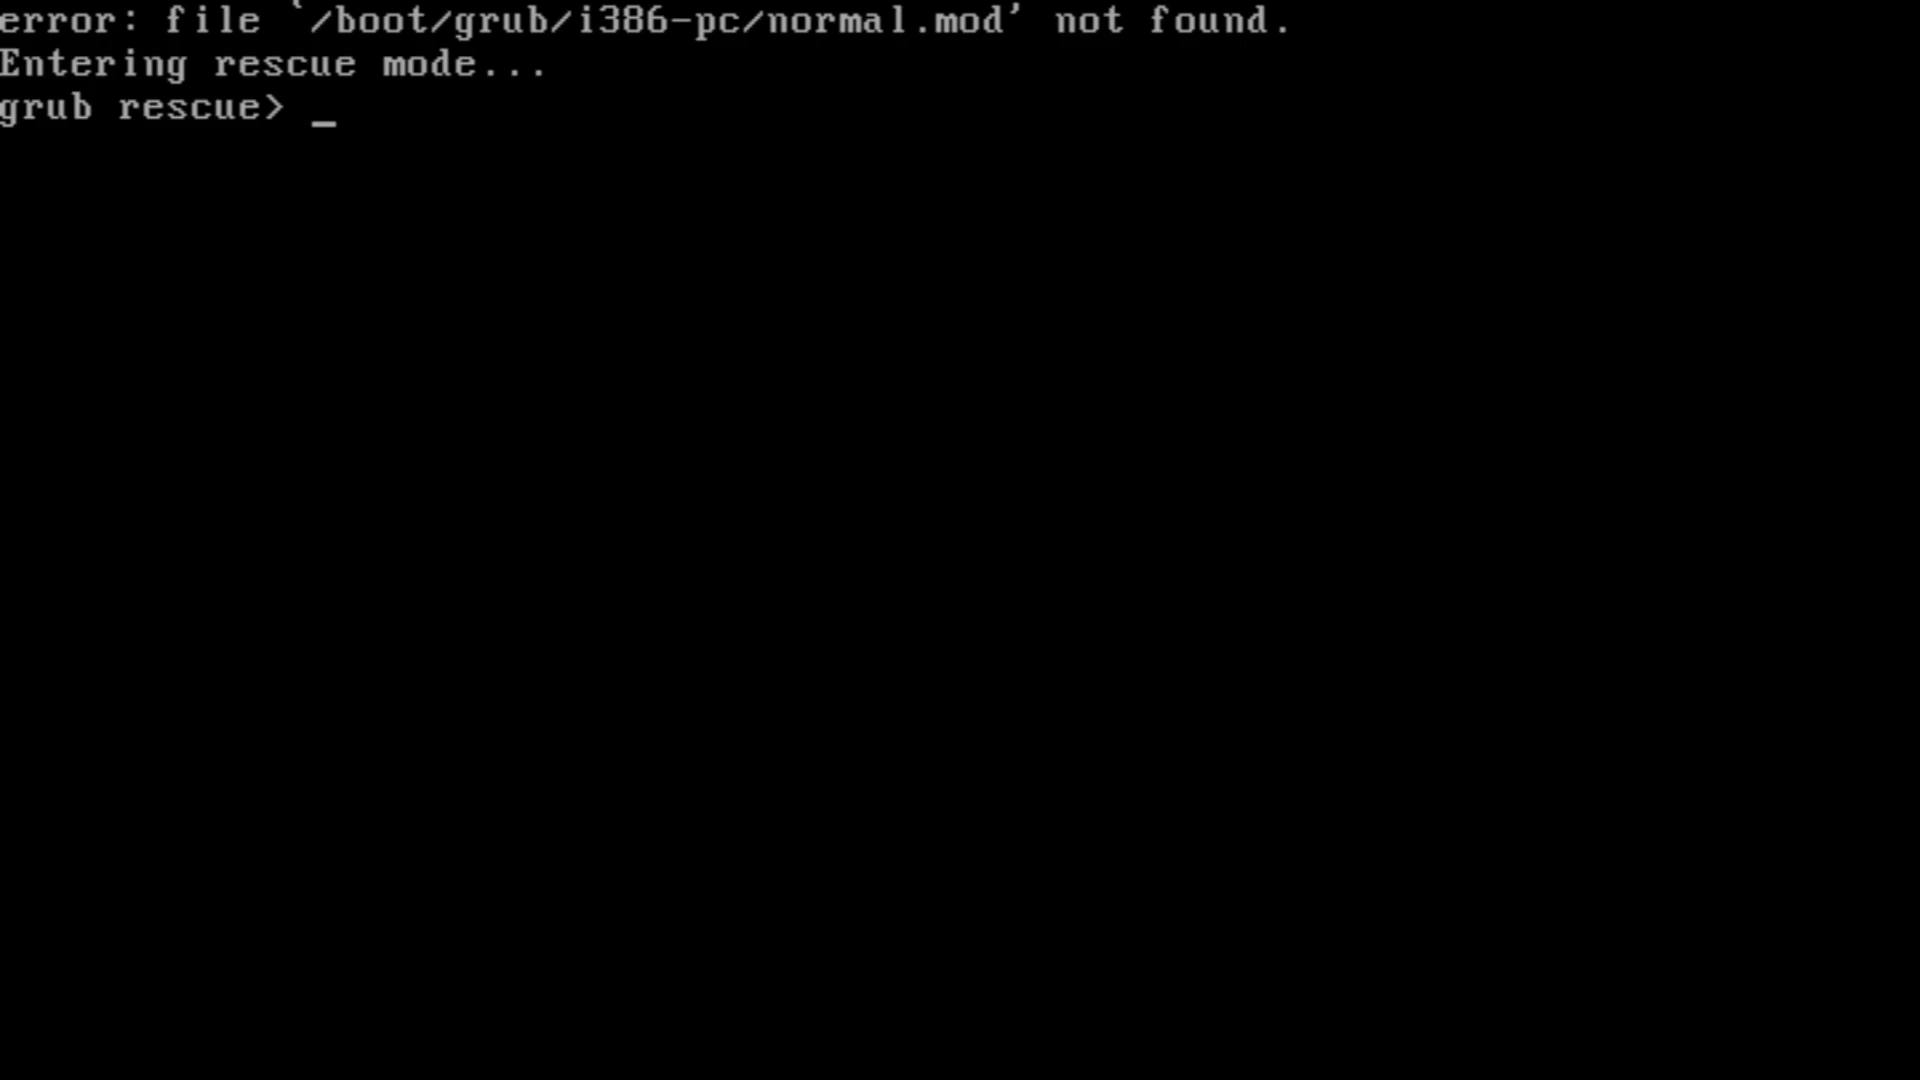 error: file `/boot/grub/i386-pc/normal.mod' not found.
Entering rescue mode...
grub rescue> _